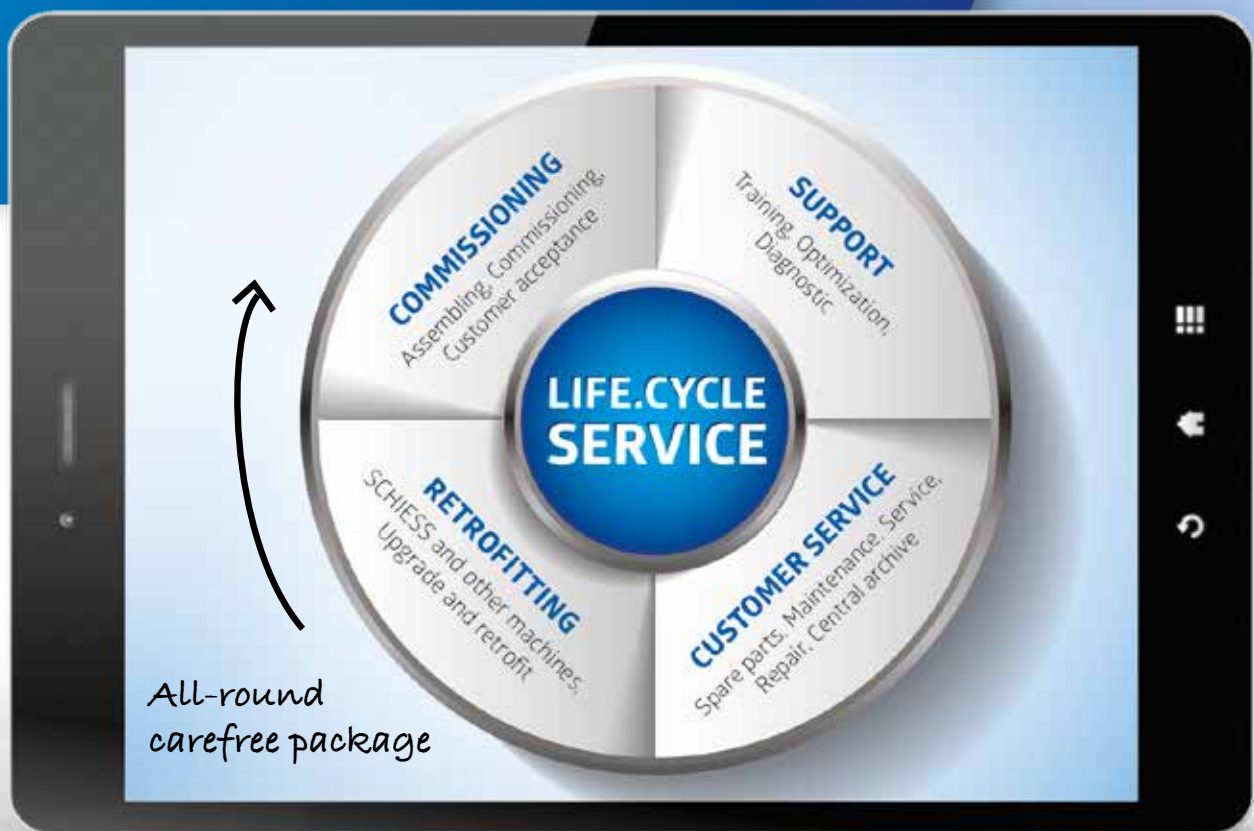 COMMISSIONING
Assembling, Commissioning,
Customer acceptance
SUPPORT
Training, Optimization,
Diagnostic
LIFE.CYCLE
SERVICE
RETROFITTING
SCHIESS and other machines,
Upgrade and retrofit
CUSTOMER SERVICE
Spare parts, Maintenance, Service,
Repair, Central archive
All-round
carefree package